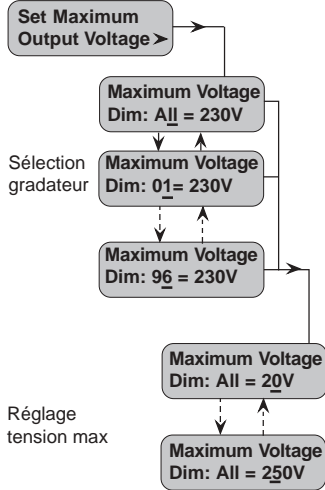 Set Maximum
Output Voltage➤
Maximum Voltage
Dim: All = 230V
Sélection
gradateur
Maximum Voltage
Dim: 01= 230V
Maximum Voltage
Dim: 96 = 230V
Maximum Voltage
Dim: All = 20V
Réglage
tension max
Maximum Voltage
Dim: All = 250V